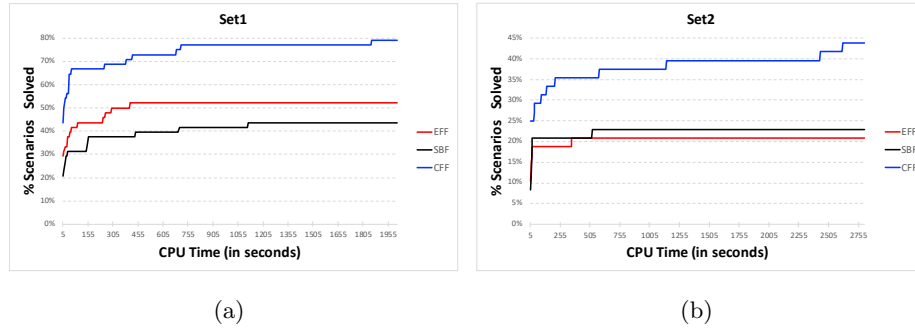 Set1
% Scenarios Solved
80%
70%
60%
50%
40%
30%
20%
10%
0%
5 155 305 455 605 755 905 1055 1205 1355 1505 1655 1805 1955
CPU Time (in seconds)
EFF
SBF
CFF
(a)
Set2
% Scenarios Solved
45%
40%
35%
30%
25%
20%
15%
10%
5%
0%
5 255 505 755 1005 1255 1505 1755 2005 2255 2505 2755
CPU Time (in seconds)
EFF
SBF
CFF
(b)